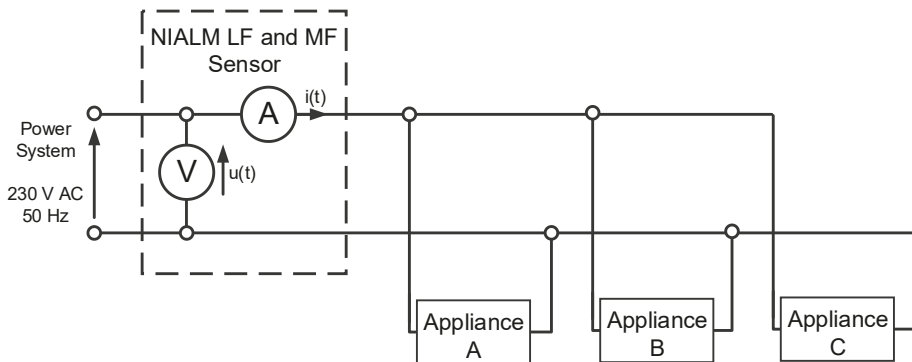 NIALM LF and MF
Sensor
i(t)
A
Power
System
V
u(t)
230 V AC
50 Hz
Appliance
A
Appliance
B
Appliance
C